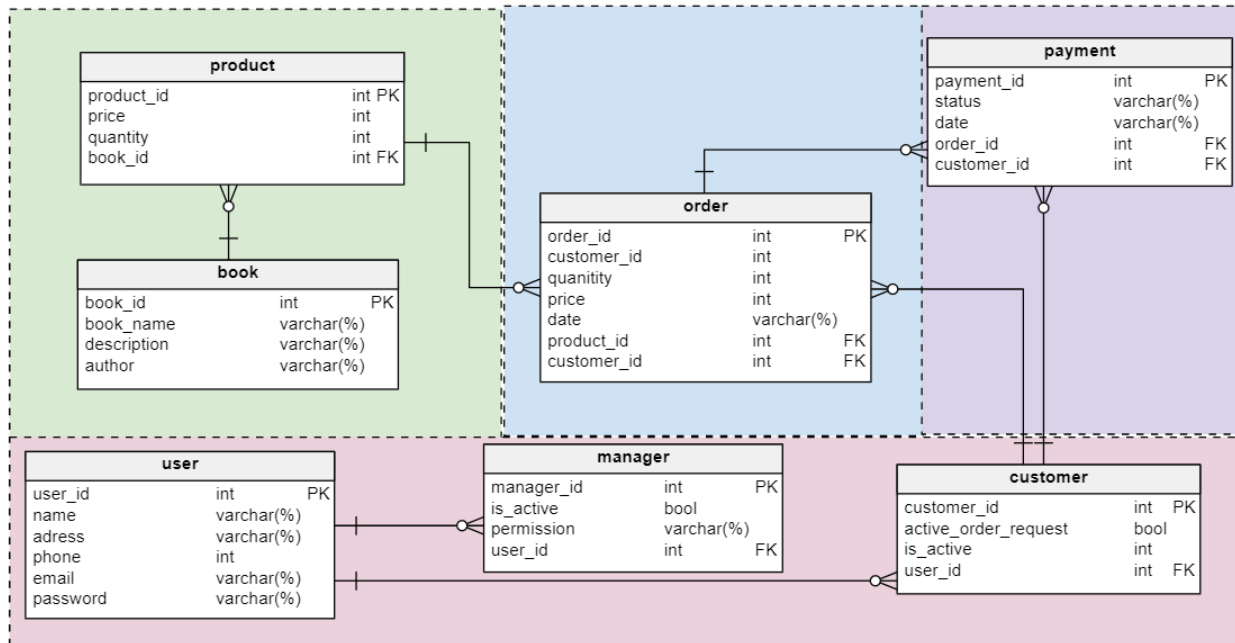 product
product_id int PK
price int
quantity int
book_id int FK
book
book_id int PK
book_name varchar(%)
description varchar(%)
author varchar(%)
order
order_id int PK
customer_id int
quanitity int
price int
date varchar(%)
product_id int FK
customer_id int FK
payment
payment_id int PK
status varchar(%)
date varchar(%)
order_id int FK
customer_id int FK
user
user_id int PK
name varchar(%)
adress varchar(%)
phone int
email varchar(%)
password varchar(%)
manager
manager_id int PK
is_active bool
permission varchar(%)
user_id int FK
customer
customer_id int PK
active_order_request bool
is_active int
user_id int FK